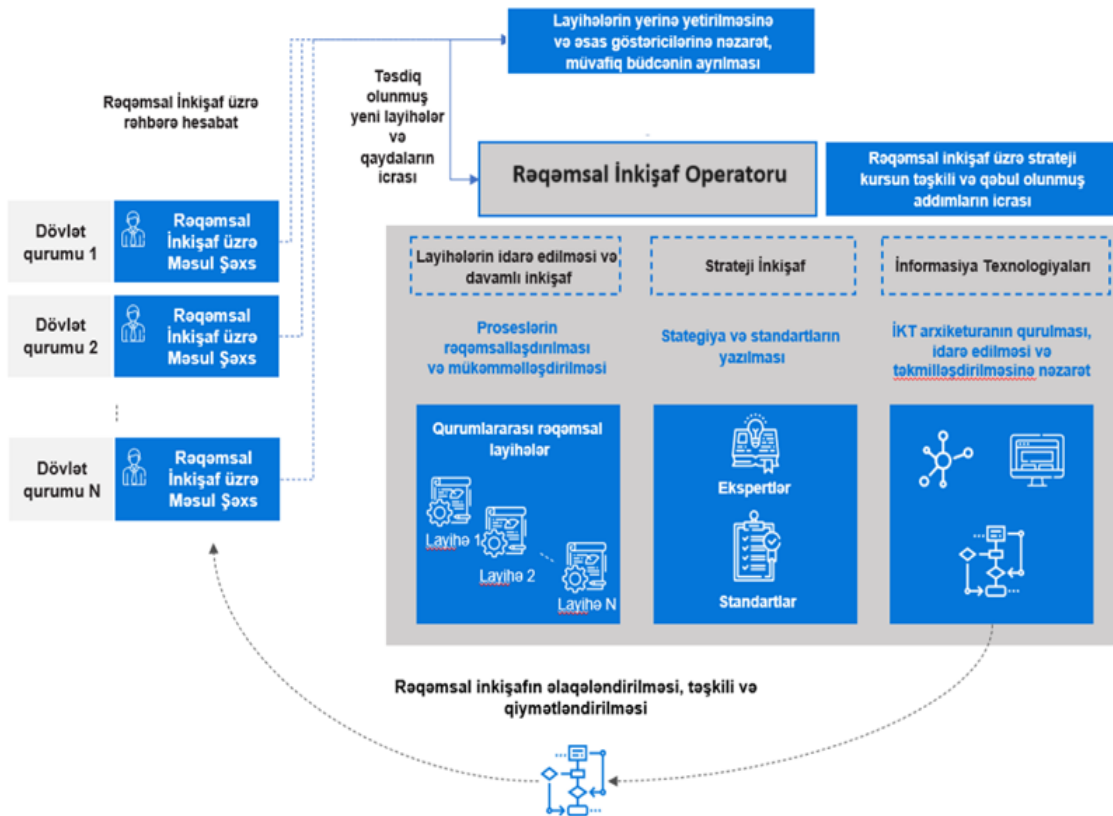 Layihələrin yerinə yetirilməsinə
və əsas göstəricilərinə nəzarət,
müvafiq büdcənin ayrılması
Rəqəmsal İnkişaf üzrə
rəhbərə hesabat
Təsdiq
olunmuş
yeni layihələr
və
qaydaların
icrası
Rəqəmsal İnkişaf Operatoru
Rəqəmsal inkişaf üzrə strateji
kursun təşkili və qəbul olunmuş
addımların icrası
Dövlət
qurumu 1
Rəqəmsal
İnkişaf üzrə
Məsul Şəxs
Dövlət
qurumu 2
Rəqəmsal
İnkişaf üzrə
Məsul Şəxs
Dövlət
qurumu N
Rəqəmsal
İnkişaf üzrə
Məsul Şəxs
Layihələrin idarə edilməsi və
davamlı inkişaf
Strateji İnkişaf
İnformasiya Texnologiyaları
Proseslərin
rəqəmsallaşdırılması
və mükəmməlləşdirilməsi
Stategiya və standartların
yazılması
İKT arxiketuranın qurulması,
idarə edilməsi və
təkmilləşdirilməsinə nəzarət
Qurumlararası rəqəmsal
layihələr
Layihə 1
Layihə 2
Layihə N
Ekspertlər
Standartlar
Rəqəmsal inkişafın əlaqələndirilməsi, təşkili və
qiymətləndirilməsi